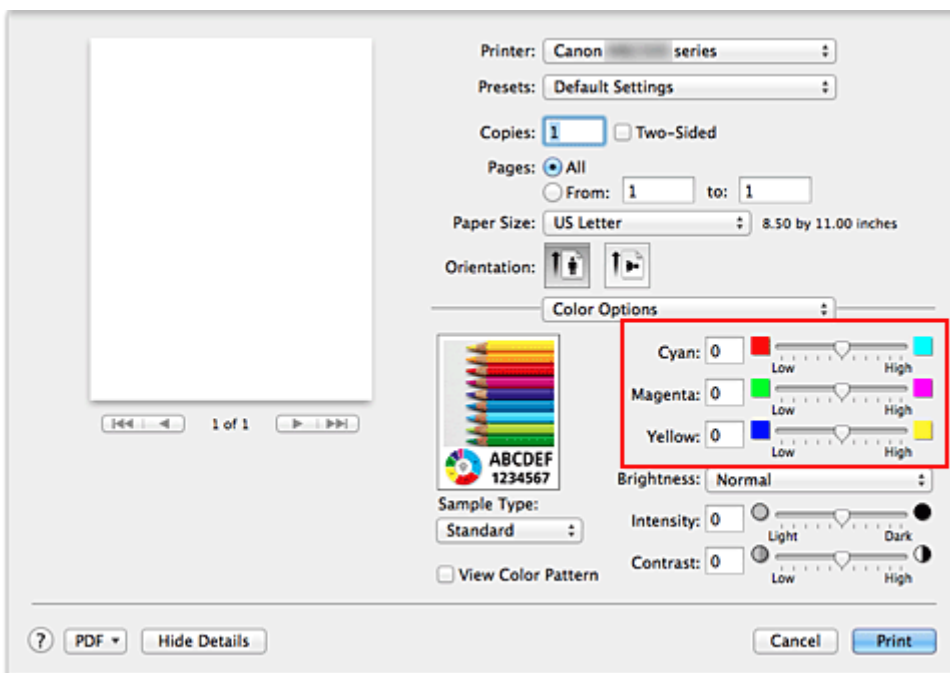 Printer: Canon series
Presets: Default Settings
Copies: 1 Two-Sided
Pages: All
From: 1 to: 1
Paper Size: US Letter 8.50 by 11.00 inches
Orientation:
Color Options
Cyan: 0
Low High
Magenta: 0
Low High
Yellow: 0
Low High
1 of 1
ABCDEF
1234567
Sample Type:
Standard
View Color Pattern
Brightness: Normal
Intensity: 0
Light Dark
Contrast: 0
Low High
? PDF Hide Details Cancel Print